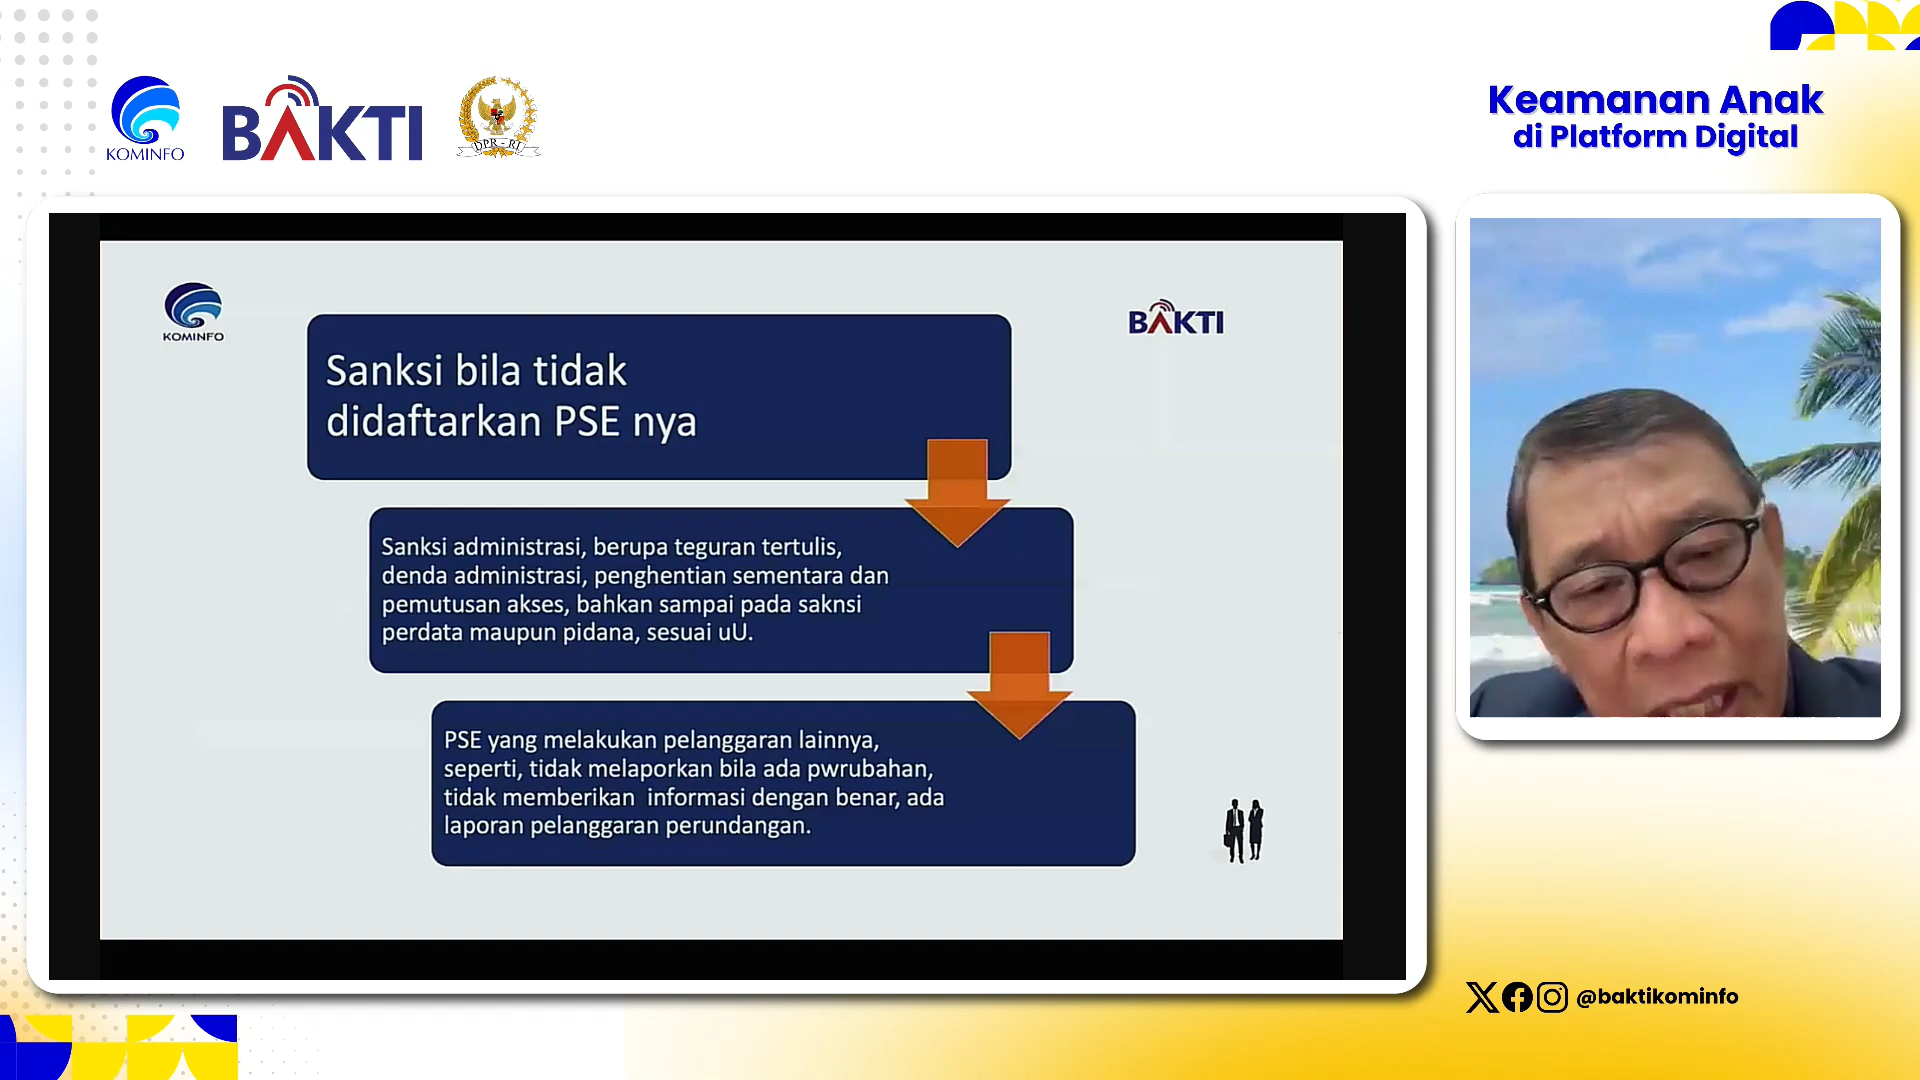 KOMINFO
BAKTI
DPR - RI
Keamanan Anak
di Platform Digital
KOMINFO
BAKTI
Sanksi bila tidak
didaftarkan PSE nya
Sanksi administrasi, berupa teguran tertulis,
denda administrasi, penghentian sementara dan
pemutusan akses, bahkan sampai pada saknsi
perdata maupun pidana, sesuai uU.
PSE yang melakukan pelanggaran lainnya,
seperti, tidak melaporkan bila ada pwrubahan,
tidak memberikan  informasi dengan benar, ada
laporan pelanggaran perundangan.
@baktikominfo